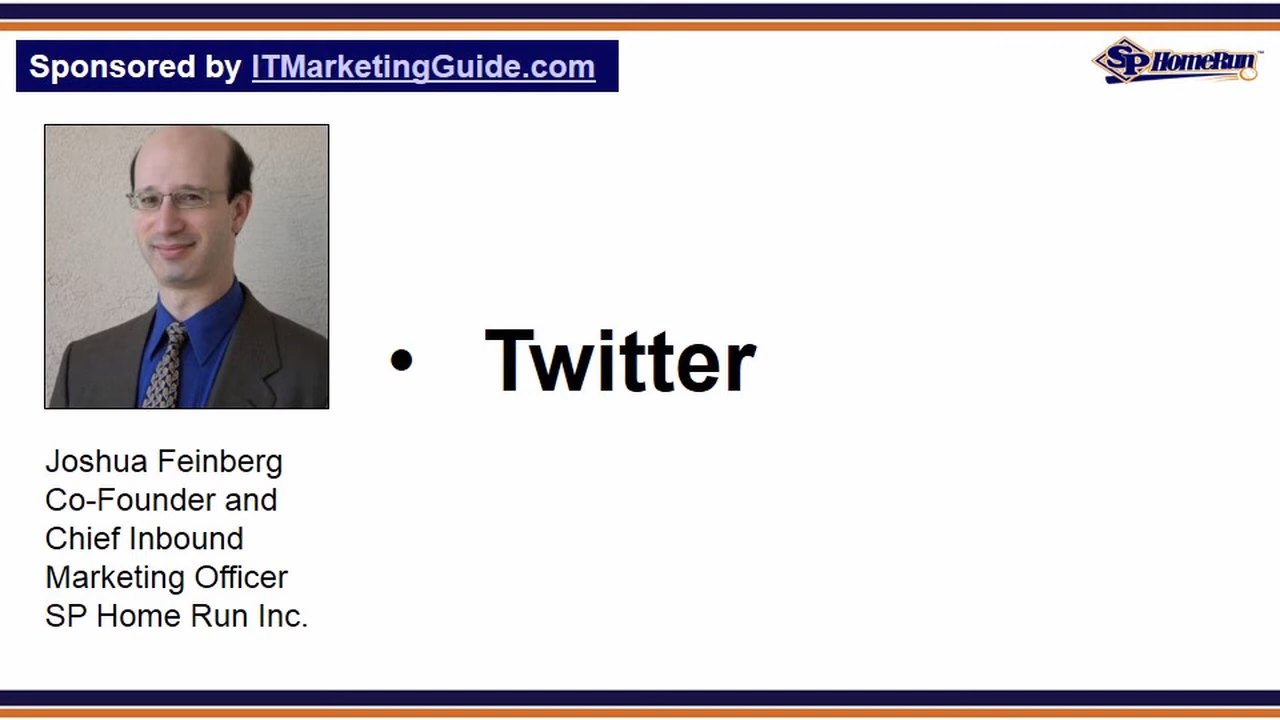 Sponsored by ITMarketingGuide.com
SP HomeRun™
• Twitter
Joshua Feinberg
Co-Founder and
Chief Inbound
Marketing Officer
SP Home Run Inc.